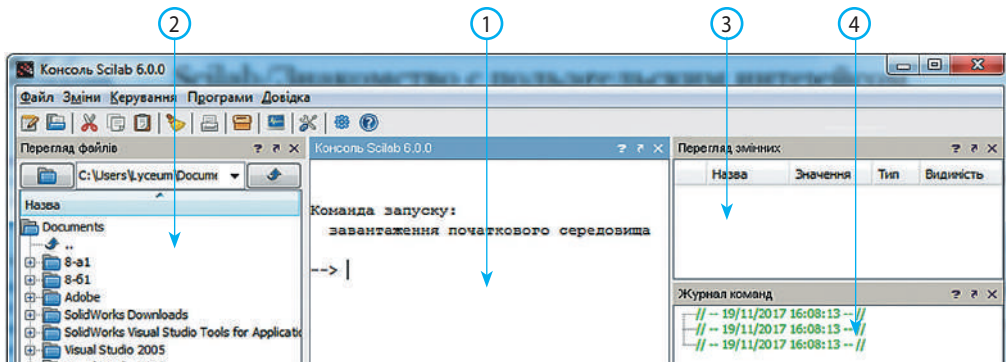 2 1 3 4
Консоль Scilab 6.0.0
Файл Зміни Керування Програми Довідка
Перегляд файлів
C:\Users\Lyceum\Docume
Назва
Documents
..
8-а1
8-б1
Adobe
SolidWorks Downloads
SolidWorks Visual Studio Tools for Applicatio
Visual Studio 2005
Консоль Scilab 6.0.0
Команда запуску:
завантаження початкового середовища
-->
Перегляд змінних
Назва Значення Тип Видимість
Журнал команд
// -- 19/11/2017 16:08:13 -- //
// -- 19/11/2017 16:08:13 -- //
// -- 19/11/2017 16:08:13 -- //